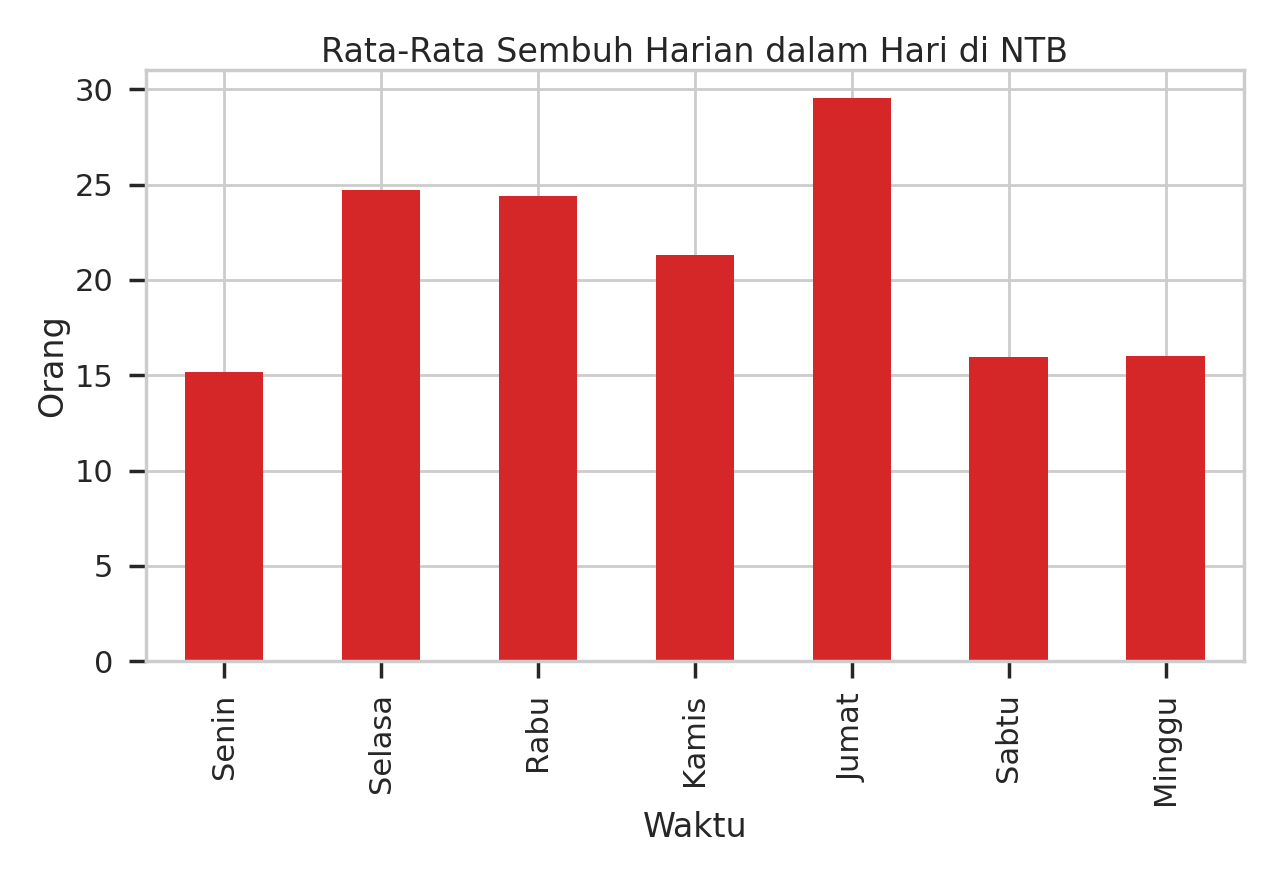 Rata-Rata Sembuh Harian dalam Hari di NTB
30
25
20
15
10
5
0
Orang
Senin
Selasa
Rabu
Kamis
Jumat
Sabtu
Minggu
Waktu